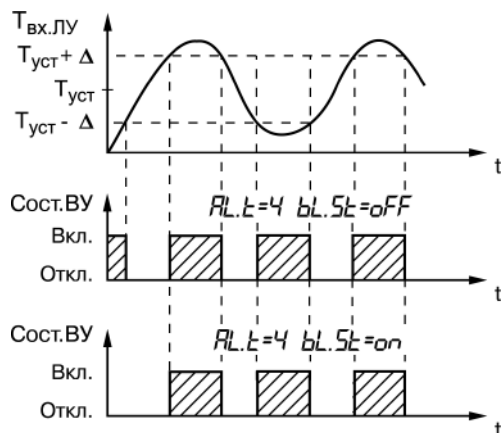 Tвх.ЛУ
Tуст + Δ
Tуст
Tуст - Δ
t
Сост.ВУ
AL.t=4 bL.St=oFF
Вкл.
Откл.
t
Сост.ВУ
AL.t=4 bL.St=on
Вкл.
Откл.
t